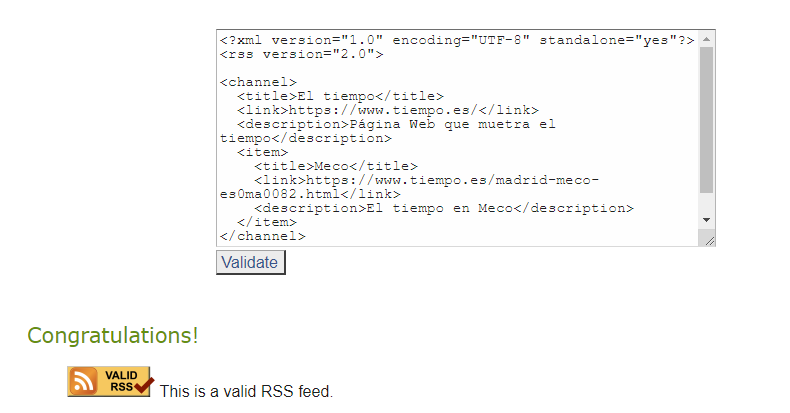 <?xml version="1.0" encoding="UTF-8" standalone="yes"?>
<rss version="2.0">
<channel>
<title>El tiempo</title>
<link>https://www.tiempo.es/</link>
<description>Página Web que muetra el
tiempo</description>
<item>
<title>Meco</title>
<link>https://www.tiempo.es/madrid-meco-
es0ma0082.html</link>
<description>El tiempo en Meco</description>
</item>
</channel>
Validate
Congratulations!
VALID
RSS
This is a valid RSS feed.